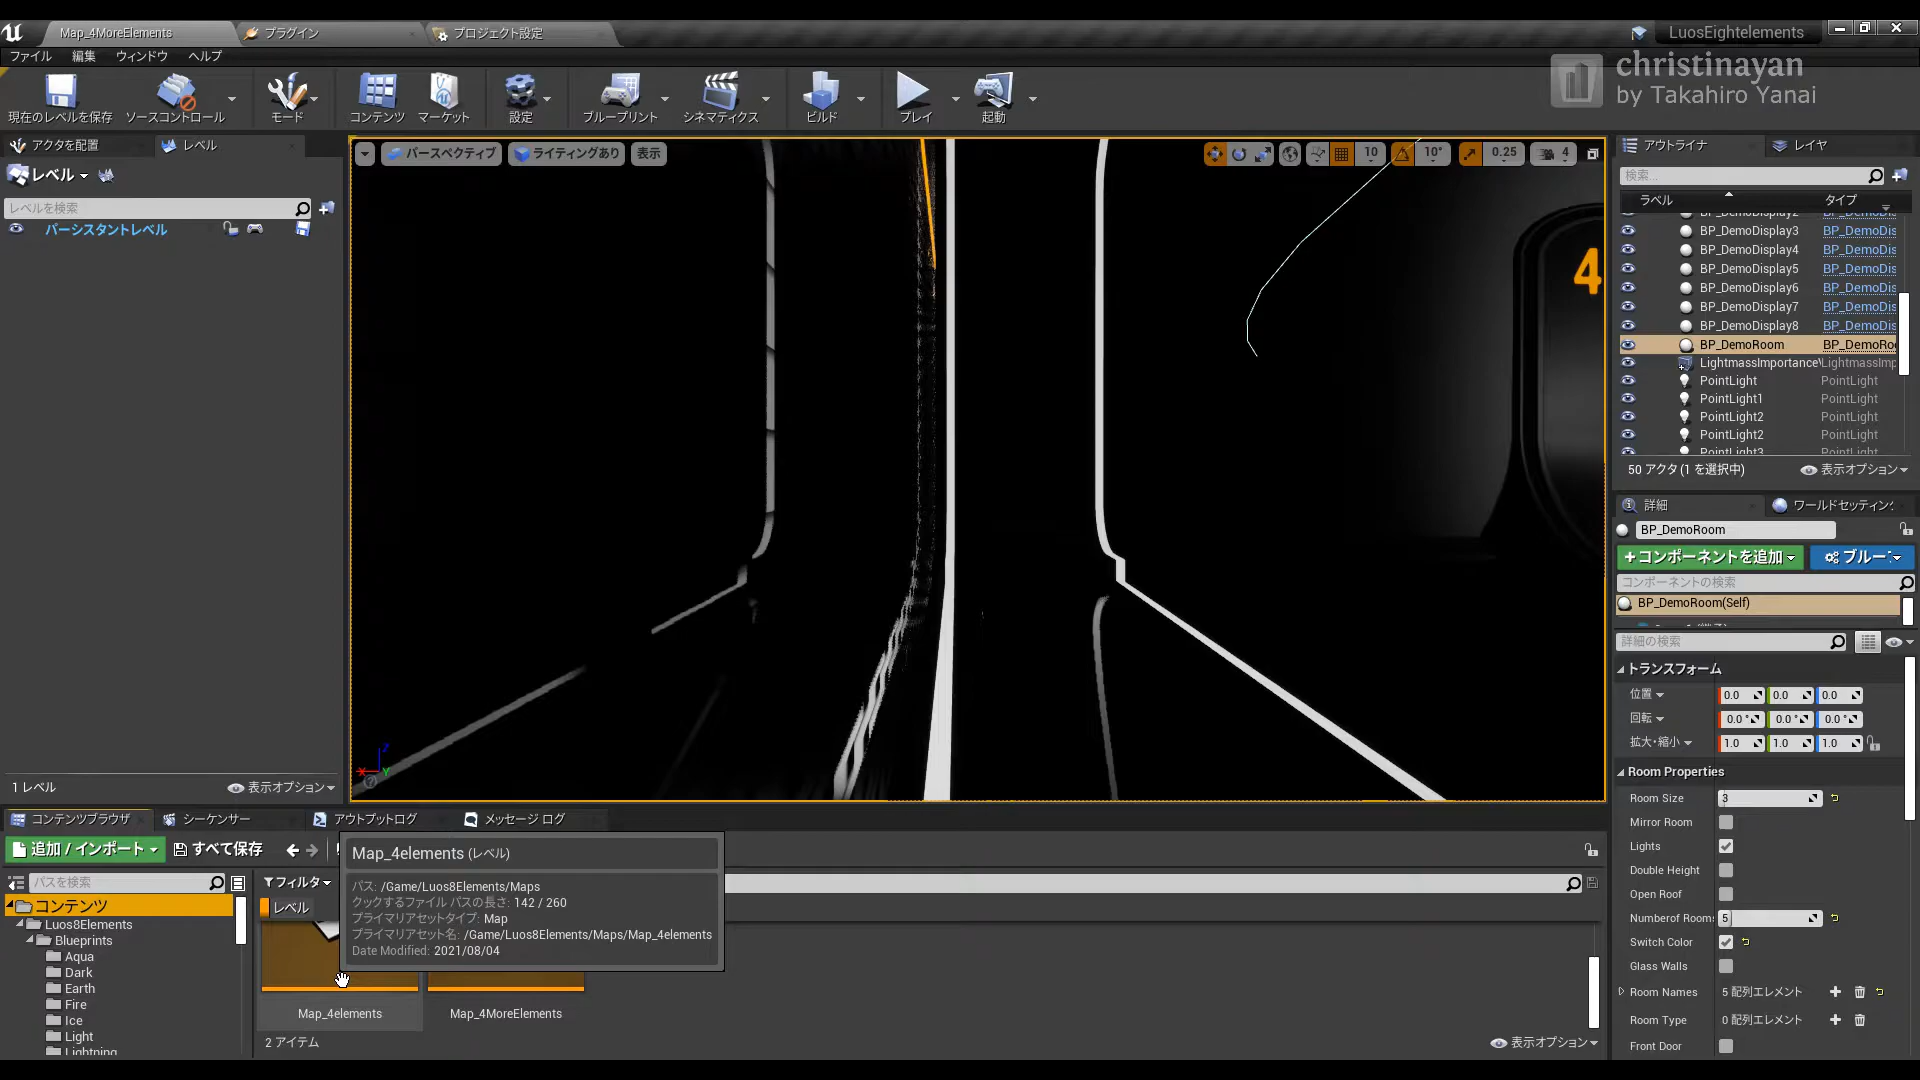 Map_4MoreElements
プラグイン
プロジェクト設定
LuosEightelements
ファイル
編集
ウィンドウ
ヘルプ
christinayan
by Takahiro Yanai
現在のレベルを保存
ソースコントロール
モード
コンテンツ
マーケット
設定
ブループリント
シネマティクス
ビルド
プレイ
起動
アクタを配置
レベル
レベル
レベルを検索
パーシスタントレベル
1 レベル
表示オプション
パースペクティブ
ライティングあり
表示
10
10°
0.25
4
4
X
Y
Z
アウトライナ
レイヤ
検索...
ラベル
タイプ
BP_DemoDisplay2 BP_DemoDis
BP_DemoDisplay3 BP_DemoDis
BP_DemoDisplay4 BP_DemoDis
BP_DemoDisplay5 BP_DemoDis
BP_DemoDisplay6 BP_DemoDis
BP_DemoDisplay7 BP_DemoDis
BP_DemoDisplay8 BP_DemoDis
BP_DemoRoom BP_DemoRoo
LightmassImportance LightmassImp
PointLight PointLight
PointLight1 PointLight
PointLight2 PointLight
PointLight2 PointLight
PointLight3 PointLight
50 アクタ (1 を選択中)
表示オプション
詳細
ワールドセッティング
BP_DemoRoom
+コンポーネントを追加
ブルー
コンポーネントの検索
BP_DemoRoom(Self)
詳細の検索
トランスフォーム
位置 0.0 0.0 0.0
回転 0.0° 0.0° 0.0°
拡大・縮小 1.0 1.0 1.0
Room Properties
Room Size 3
Mirror Room
Lights
Double Height
Open Roof
Numberof Room 5
Switch Color
Glass Walls
Room Names 5 配列エレメント
Room Type 0 配列エレメント
Front Door
コンテンツブラウザ
シーケンサー
アウトプットログ
メッセージ ログ
追加 / インポート
すべて保存
パスを検索
フィルタ
レベル
コンテンツ
Luos8Elements
Blueprints
Aqua
Dark
Earth
Fire
Ice
Light
Lightning
Map_4elements (レベル)
パス: /Game/Luos8Elements/Maps
クックするファイル パスの長さ: 142 / 260
プライマリアセットタイプ: Map
プライマリアセット名: /Game/Luos8Elements/Maps/Map_4elements
Date Modified: 2021/08/04
Map_4elements
Map_4MoreElements
2 アイテム
表示オプション